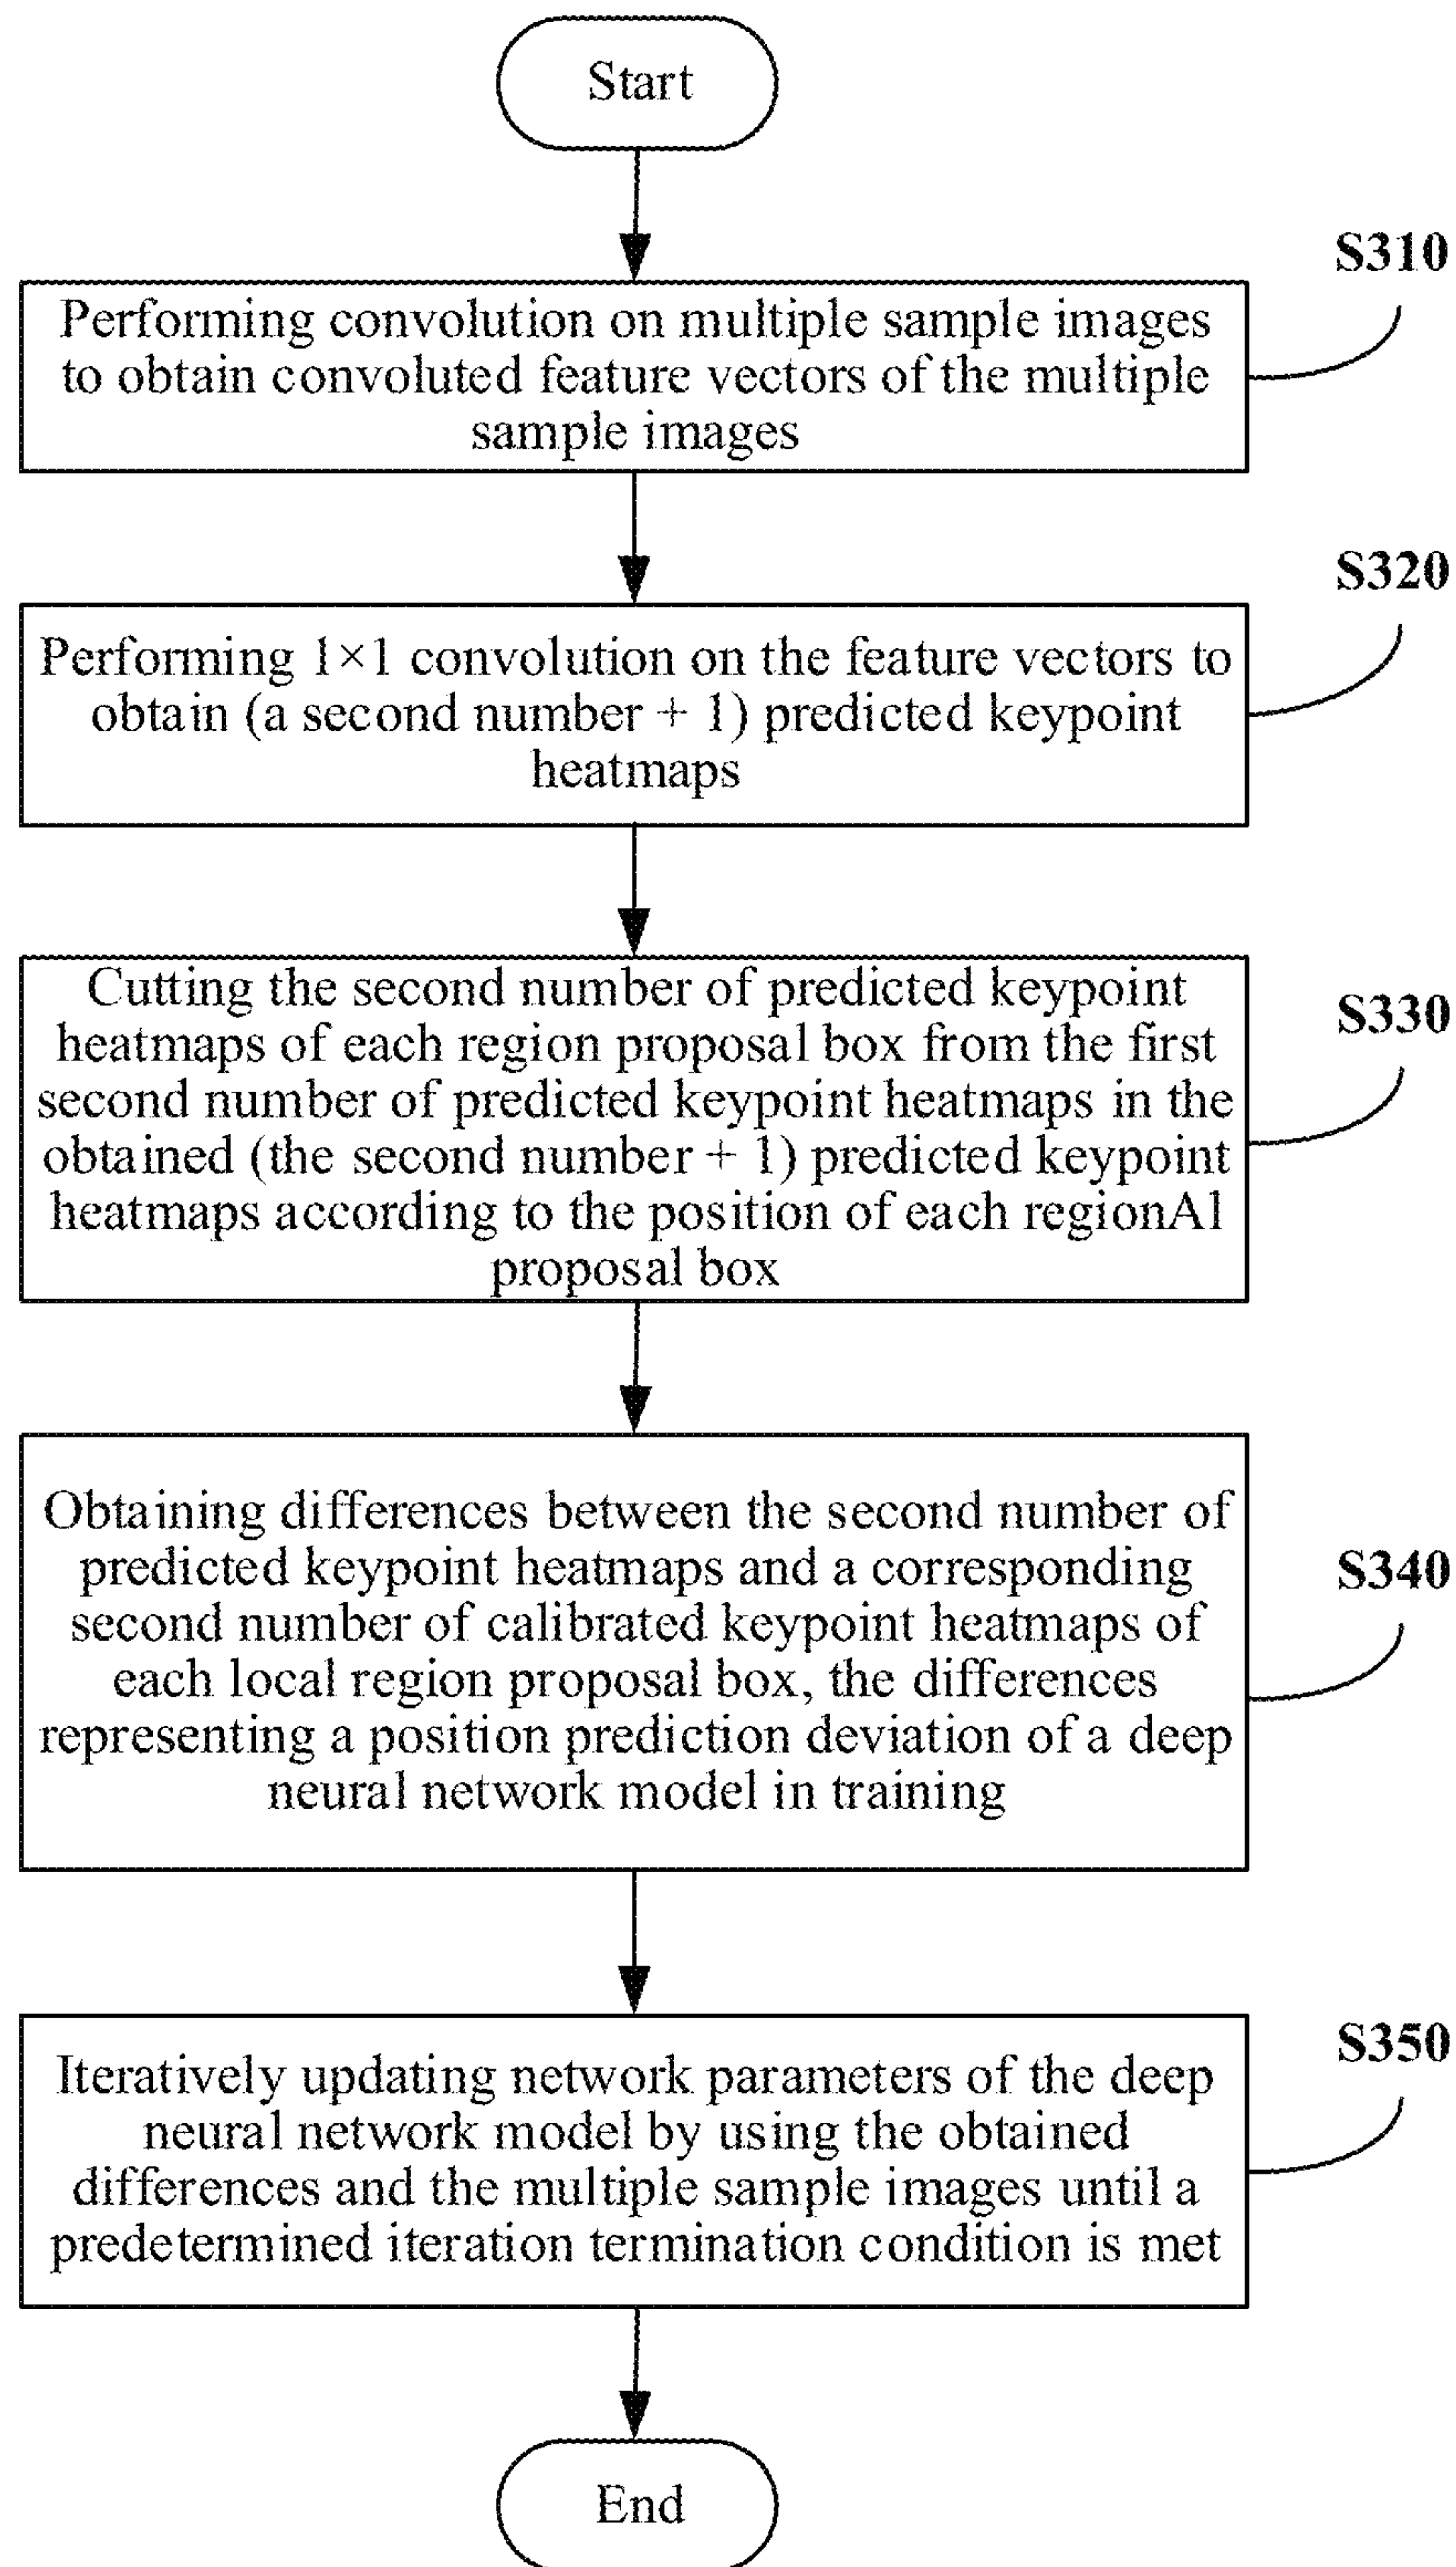 Start
S310
Performing convolution on multiple sample images
to obtain convoluted feature vectors of the multiple
sample images
S320
Performing 1×1 convolution on the feature vectors to
obtain (a second number + 1) predicted keypoint
heatmaps
S330
Cutting the second number of predicted keypoint
heatmaps of each region proposal box from the first
second number of predicted keypoint heatmaps in the
obtained (the second number + 1) predicted keypoint
heatmaps according to the position of each regionAl
proposal box
S340
Obtaining differences between the second number of
predicted keypoint heatmaps and a corresponding
second number of calibrated keypoint heatmaps of
each local region proposal box, the differences
representing a position prediction deviation of a deep
neural network model in training
S350
Iteratively updating network parameters of the deep
neural network model by using the obtained
differences and the multiple sample images until a
predetermined iteration termination condition is met
End